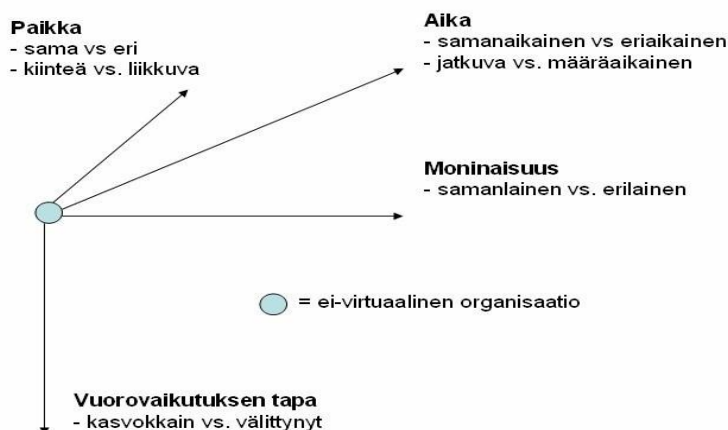 Paikka
- sama vs eri
- kiinteä vs. liikkuva
Aika
- samanaikainen vs eriaikainen
- jatkuva vs. määräaikainen
Moninaisuus
- samanlainen vs. erilainen
= ei-virtuaalinen organisaatio
Vuorovaikutuksen tapa
- kasvokkain vs. välittynyt